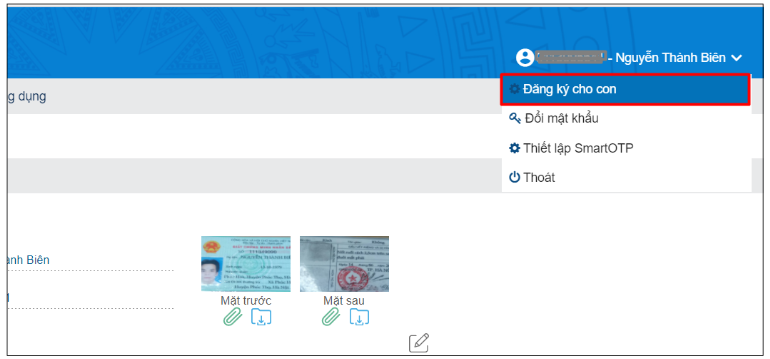 - Nguyễn Thành Biên
g dụng
Đăng ký cho con
Đổi mật khẩu
Thiết lập SmartOTP
Thoát
ành Biên
Mặt trước
Mặt sau